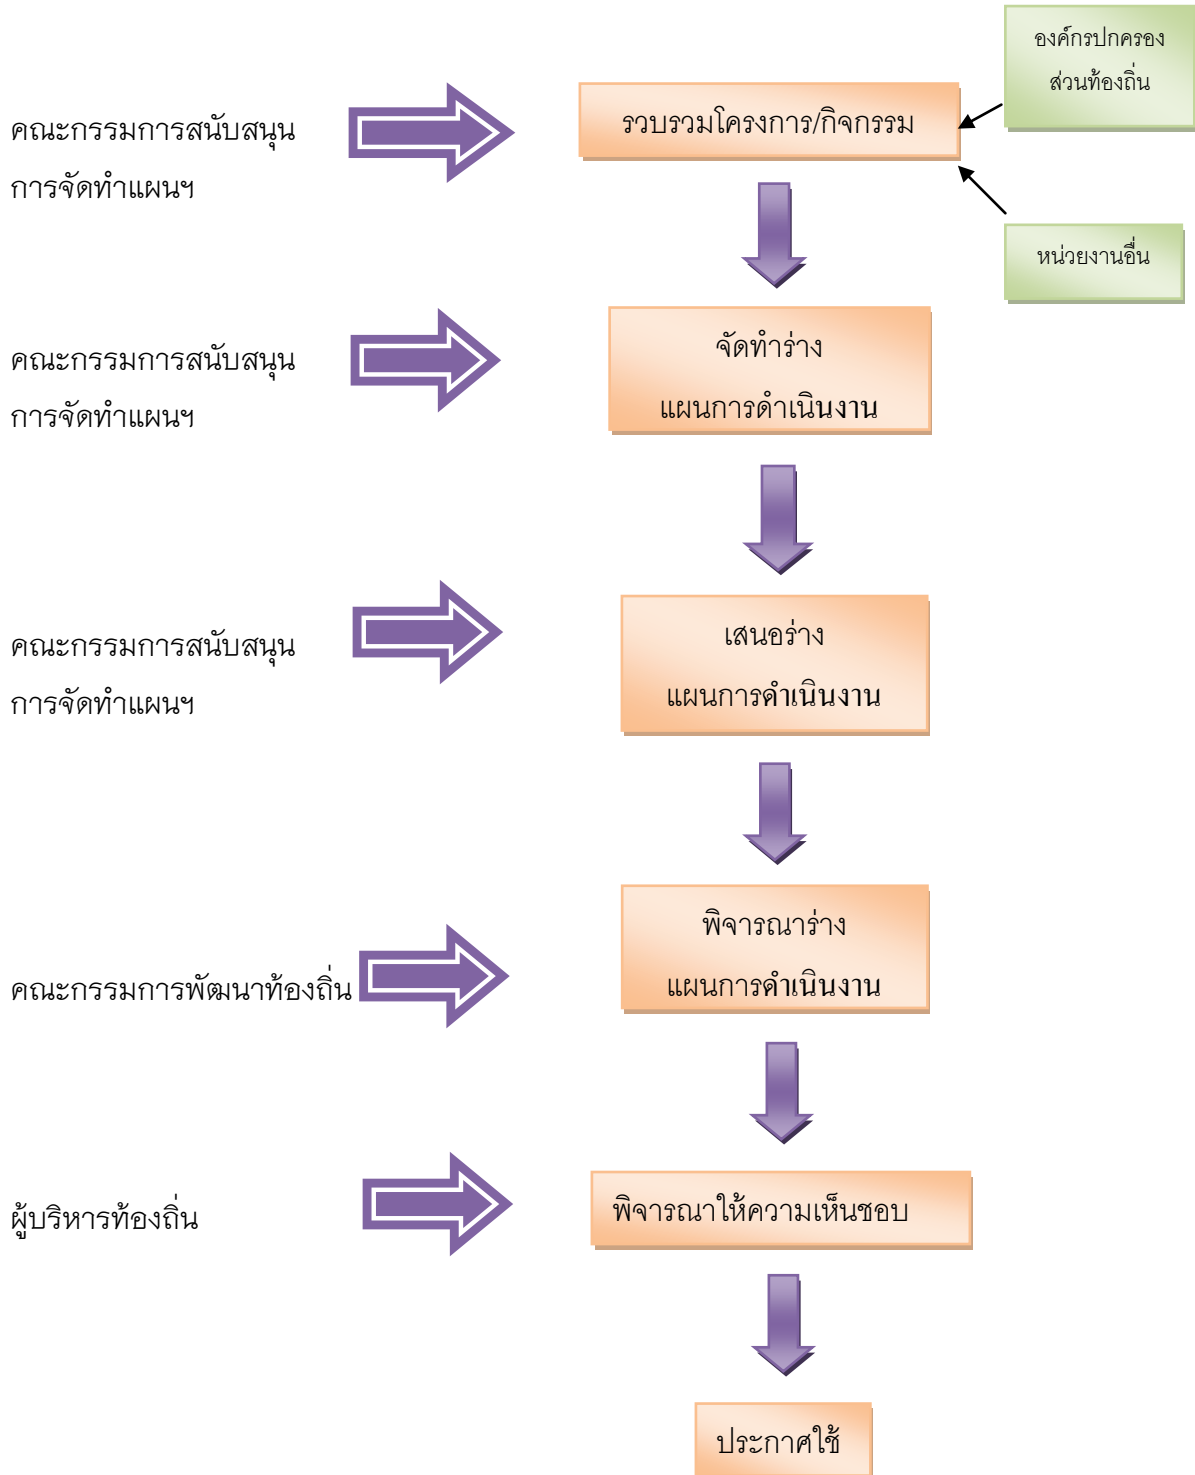 องค์กรปกครอง
ส่วนท้องถิ่น
คณะกรรมการสนับสนุน
การจัดทำแผนฯ
รวบรวมโครงการ/กิจกรรม
หน่วยงานอื่น
คณะกรรมการสนับสนุน
การจัดทำแผนฯ
จัดทำร่าง
แผนการดำเนินงาน
คณะกรรมการสนับสนุน
การจัดทำแผนฯ
เสนอร่าง
แผนการดำเนินงาน
คณะกรรมการพัฒนาท้องถิ่น
พิจารณาร่าง
แผนการดำเนินงาน
ผู้บริหารท้องถิ่น
พิจารณาให้ความเห็นชอบ
ประกาศใช้